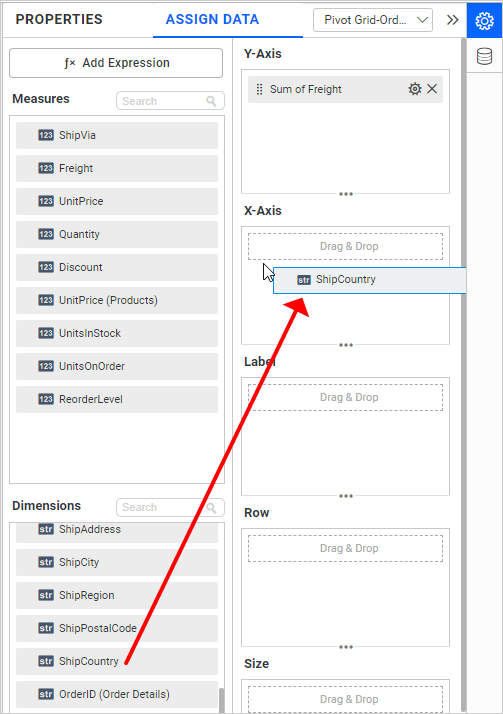 PROPERTIES
ASSIGN DATA
Pivot Grid-Ord...
ƒ× Add Expression
Measures
Search
123 ShipVia
123 Freight
123 UnitPrice
123 Quantity
123 Discount
123 UnitPrice (Products)
123 UnitsInStock
123 UnitsOnOrder
123 ReorderLevel
Dimensions
Search
str ShipAddress
str ShipCity
str ShipRegion
str ShipPostalCode
str ShipCountry
str OrderID (Order Details)
Y-Axis
Sum of Freight
X-Axis
Drag & Drop
str ShipCountry
Label
Drag & Drop
Row
Drag & Drop
Size
Drag & Drop